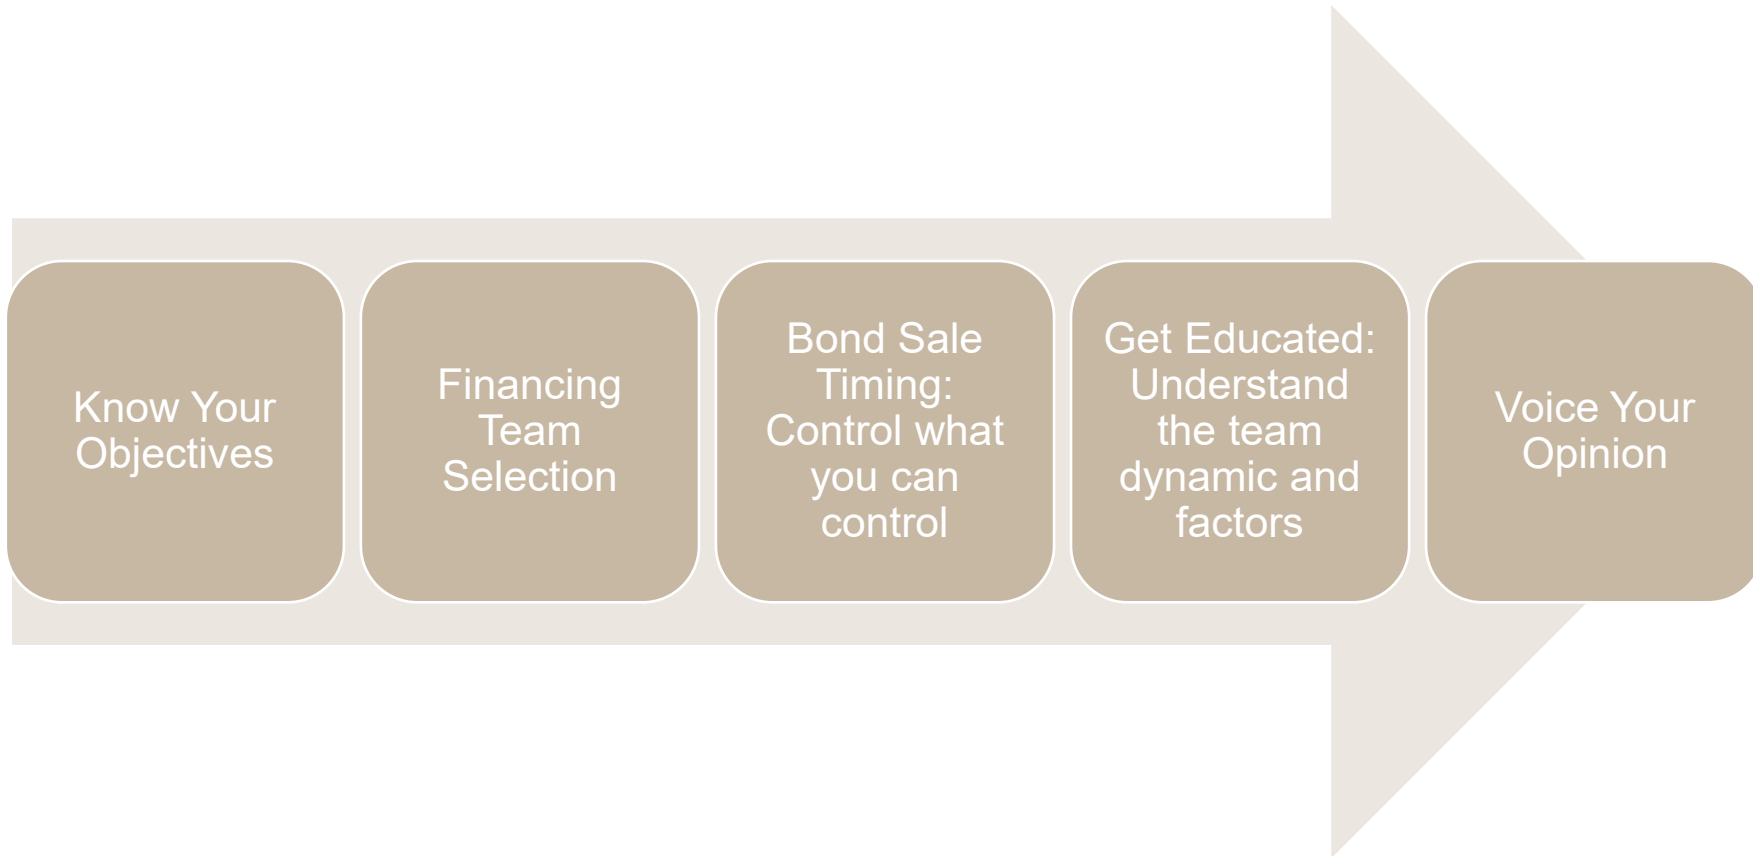 Know Your
Objectives
Financing
Team
Selection
Bond Sale
Timing:
Control what
you can
control
Get Educated:
Understand
the team
dynamic and
factors
Voice Your
Opinion